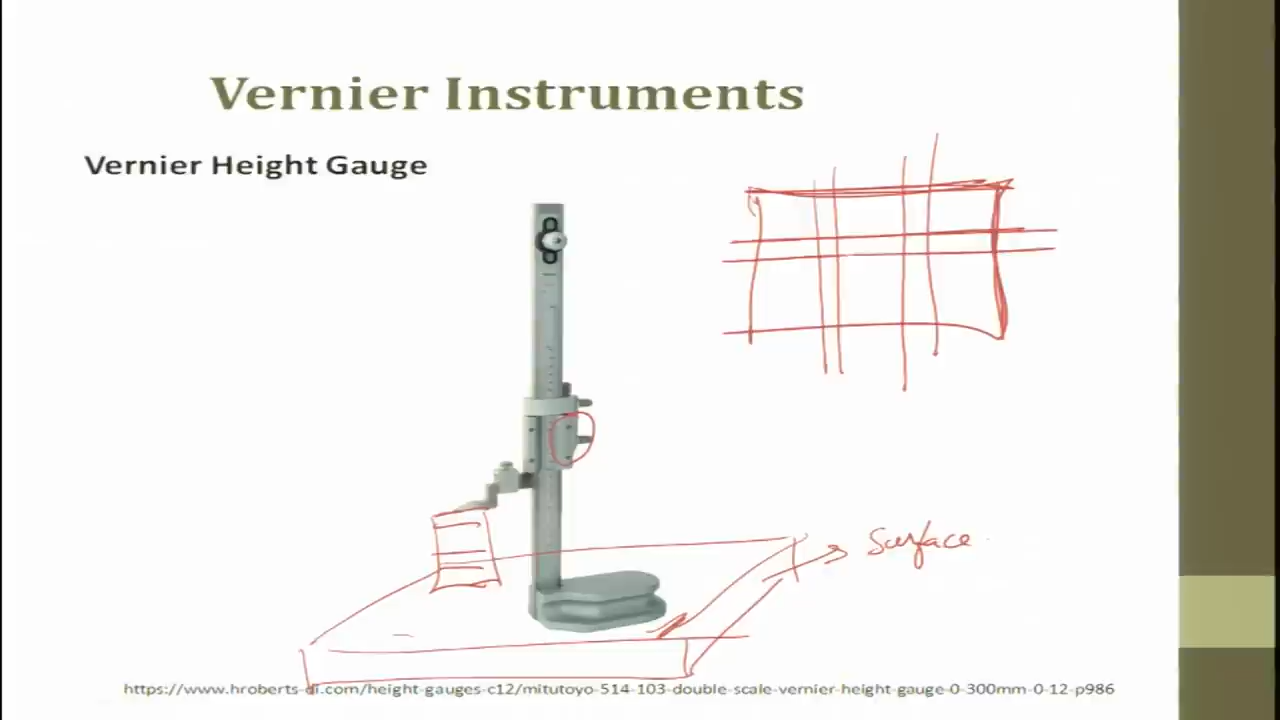 Vernier Instruments
Vernier Height Gauge
Surface
https://www.hroberts-di.com/height-gauges-c12/mitutoyo-514-103-double-scale-vernier-height-gauge-0-300mm-0-12-p986